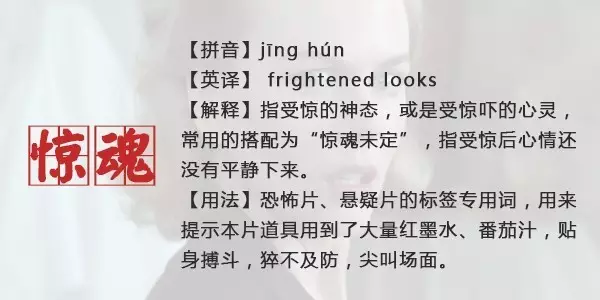 惊魂
【拼音】jīng hún
【英译】 frightened looks
【解释】指受惊的神态，或是受惊吓的心灵，
常用的搭配为“惊魂未定”，指受惊后心情还
没有平静下来。
【用法】恐怖片、悬疑片的标签专用词，用来
提示本片道具用到了大量红墨水、番茄汁，贴
身搏斗，猝不及防，尖叫场面。